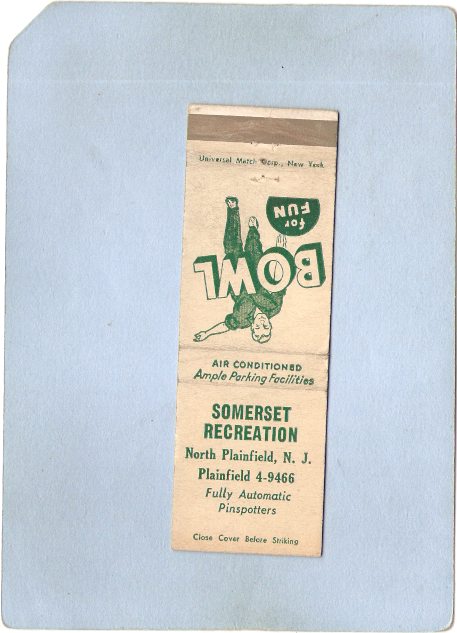 Universal Match Corp., New York
for
FUN
BOWL
AIR CONDITIONED
Ample Parking Facilities
SOMERSET
RECREATION
North Plainfield, N. J.
Plainfield 4-9466
Fully Automatic
Pinspotters
Close Cover Before Striking